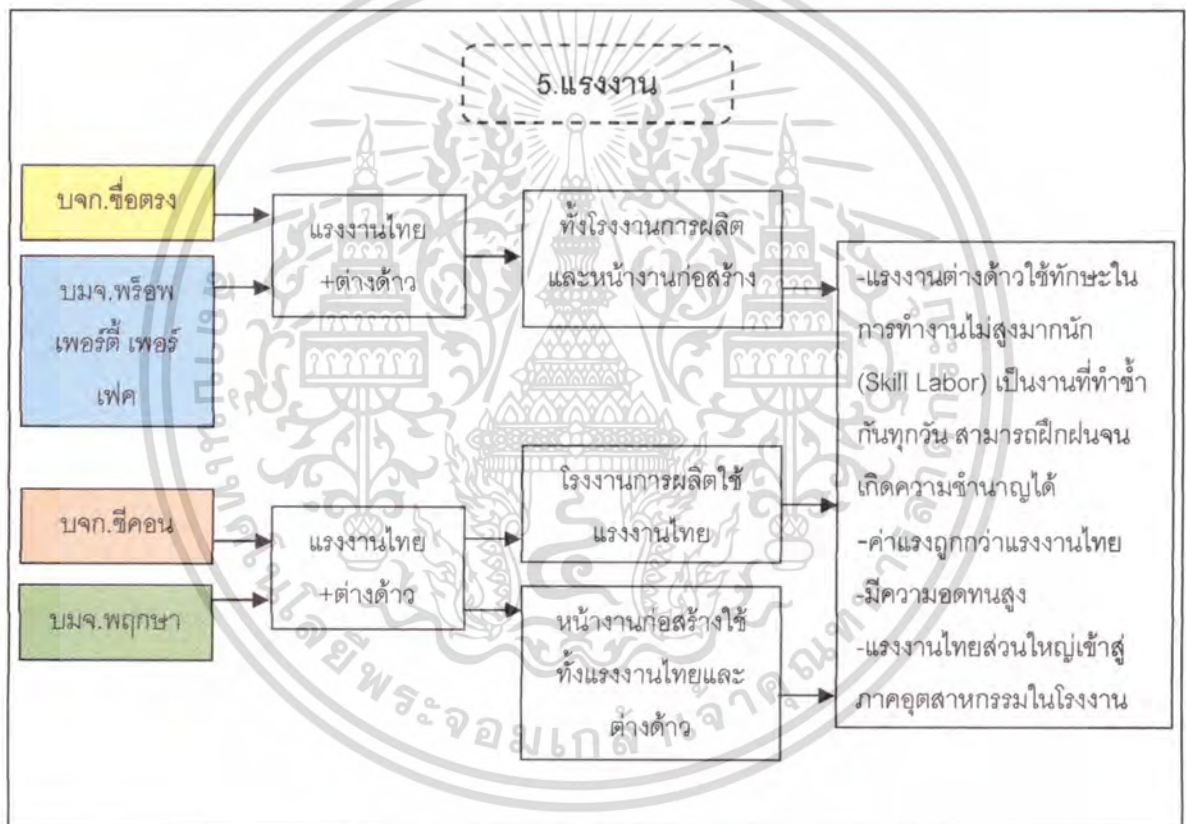 5.แรงงาน
บจก.ซื่อตรง
บมจ.พร็อพ
เพอร์ตี้ เพอร์
เฟค
แรงงานไทย
+ต่างด้าว
ทั้งโรงงานการผลิต
และหน้างานก่อสร้าง
บจก.ซีคอน
บมจ.พฤกษา
แรงงานไทย
+ต่างด้าว
โรงงานการผลิตใช้
แรงงานไทย
หน้างานก่อสร้างใช้
ทั้งแรงงานไทยและ
ต่างด้าว
-แรงงานต่างด้าวใช้ทักษะใน
การทำงานไม่สูงมากนัก
(Skill Labor) เป็นงานที่ทำซ้ำ
กันทุกวัน สามารถฝึกฝนจน
เกิดความชำนาญได้
-ค่าแรงถูกกว่าแรงงานไทย
-มีความอดทนสูง
-แรงงานไทยส่วนใหญ่เข้าสู่
ภาคอุตสาหกรรมในโรงงาน